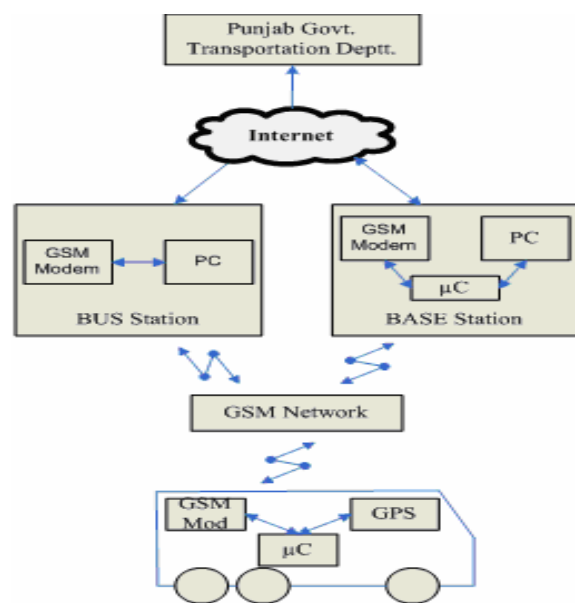 Punjab Govt.
Transportation Deptt.
Internet
GSM
Modem
PC
BUS Station
GSM
Modem
PC
µC
BASE Station
GSM Network
GSM
Mod
GPS
µC